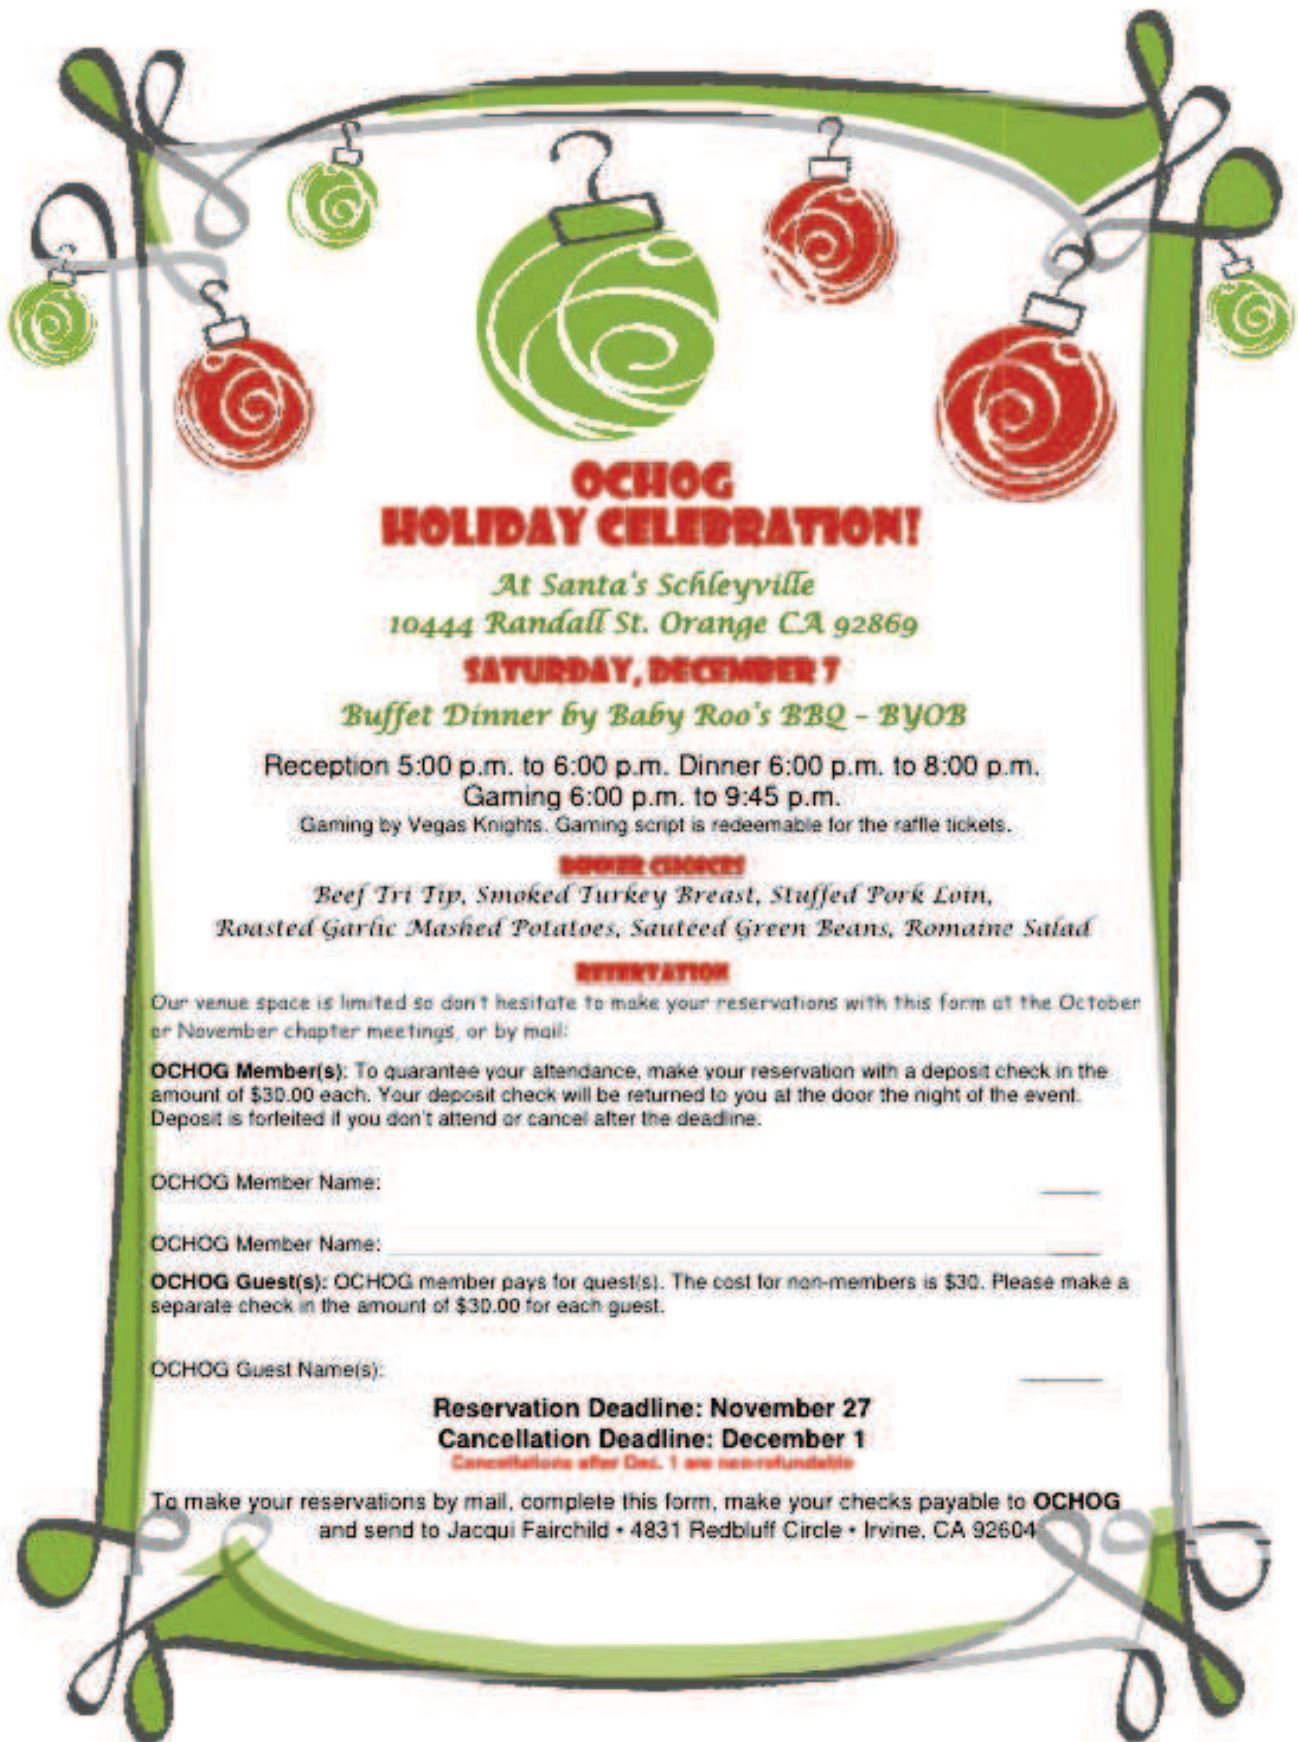 OCHOG
HOLIDAY CELEBRATION!
At Santa's Schleyville
10444 Randall St. Orange CA 92869
SATURDAY, DECEMBER 7
Buffet Dinner by Baby Roo's BBQ – BYOB
Reception 5:00 p.m. to 6:00 p.m. Dinner 6:00 p.m. to 8:00 p.m.
Gaming 6:00 p.m. to 9:45 p.m.
Gaming by Vegas Knights. Gaming script is redeemable for the raffle tickets.
DINNER CHOICES
Beef Tri Tip, Smoked Turkey Breast, Stuffed Pork Loin,
Roasted Garlic Mashed Potatoes, Sauteed Green Beans, Romaine Salad
RESERVATION
Our venue space is limited so don't hesitate to make your reservations with this form at the October
or November chapter meetings, or by mail:
OCHOG Member(s): To quarantee your attendance, make your reservation with a deposit check in the
amount of $30.00 each. Your deposit check will be returned to you at the door the night of the event.
Deposit is forfeited if you don't attend or cancel after the deadline.
OCHOG Member Name:
OCHOG Member Name:
OCHOG Guest(s): OCHOG member pays for quest(s). The cost for non-members is $30. Please make a
separate check in the amount of $30.00 for each guest.
OCHOG Guest Name(s):
Reservation Deadline: November 27
Cancellation Deadline: December 1
Cancellations after Dec. 1 are non-refundable
To make your reservations by mail, complete this form, make your checks payable to OCHOG
and send to Jacqui Fairchild • 4831 Redbluff Circle • Irvine, CA 92604